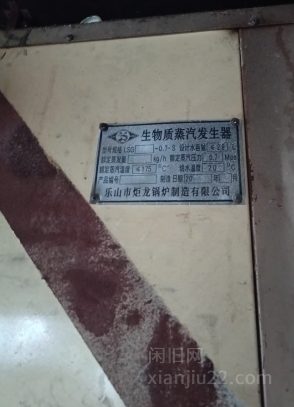 生物质蒸汽发生器
型号规格 LSS -0.7-S 设计水容量 ≤28 L
额定蒸发量 kg/h 额定蒸汽压力 0.7 Mpa
额定蒸汽温度 ≤175 ℃ 给水温度 20 ℃
产品编号 制造日期 20 年
乐山市炬龙锅炉制造有限公司
闲旧网
xianjiu22.com